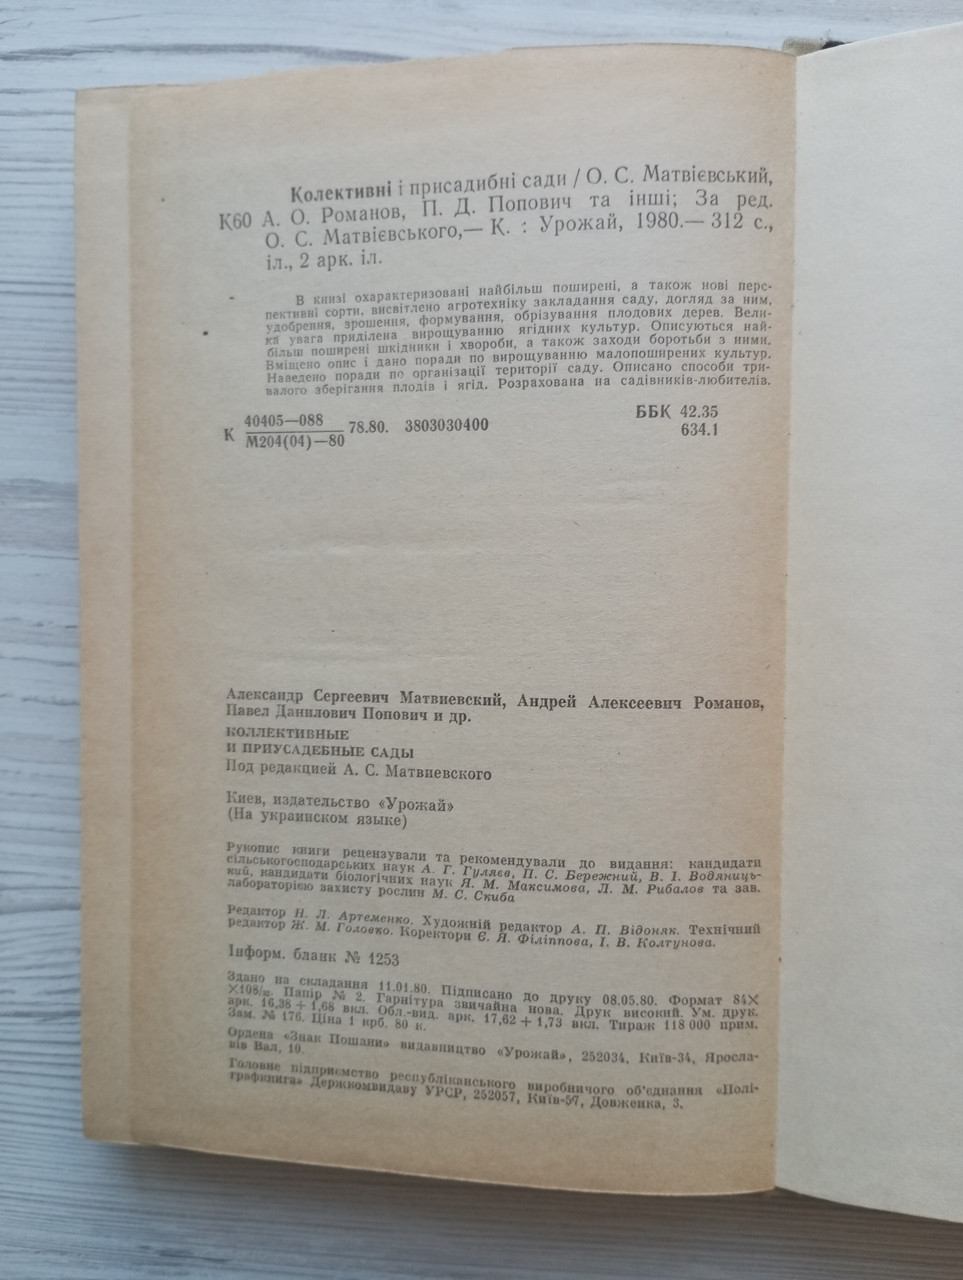 Колективні і присадибні сади / О. С. Матвієвський,
К60 А. О. Романов, П. Д. Попович та інші; За ред.
О. С. Матвієвського,— К. : Урожай, 1980.— 312 с.,
іл., 2 арк. іл.
В книзі охарактеризовані найбільш поширені, а також нові перс-
пективні сорти, висвітлено агротехніку закладання саду, догляд за ним,
удобрення, зрошення, формування, обрізування плодових дерев. Вели-
ка увага приділена вирощуванню ягідних культур. Описуються най-
більш поширені шкідники і хвороби, а також заходи боротьби з ними.
Вміщено опис і дано поради по вирощуванню малопоширених культур.
Наведено поради по організації території саду. Описано способи три-
валого зберігання плодів і ягід. Розрахована на садівників-любителів.
К 40405—088
М204(04)—80 78.80. 3803030400
ББК 42.35
634.1
Александр Сергеевич Матвиевский, Андрей Алексеевич Романов,
Павел Данилович Попович и др.
КОЛЛЕКТИВНЫЕ
И ПРИУСАДЕБНЫЕ САДЫ
Под редакцией А. С. Матвиевского
Киев, издательство «Урожай»
(На украинском языке)
Рукопис книги рецензували та рекомендували до видання: кандидати
сільськогосподарських наук А. Г. Гуляєв, П. С. Бережний, В. І. Водяниць-
кий, кандидати біологічних наук Я. М. Максимова, Л. М. Рибалов та зав.
лабораторією захисту рослин М. С. Скиба
Редактор Н. Л. Артеменко. Художній редактор А. П. Відоняк. Технічний
редактор Ж. М. Головко. Коректори Є. Я. Філіппова, І. В. Колтунова.
Інформ. бланк № 1253
Здано на складання 11.01.80. Підписано до друку 08.05.80. Формат 84×
×108/32. Папір № 2. Гарнітура звичайна нова. Друк високий. Ум. друк.
арк. 16,38 + 1,68 вкл. Обл.-вид. арк. 17,62 + 1,73 вкл. Тираж 118 000 прим.
Зам. № 176. Ціна 1 крб. 80 к.
Ордена «Знак Пошани» видавництво «Урожай», 252034, Київ-34, Яросла-
вів Вал, 10.
Головне підприємство республіканського виробничого об'єднання «Полі-
графкнига» Держкомвидаву УРСР, 252057, Київ-57, Довженка, 3.